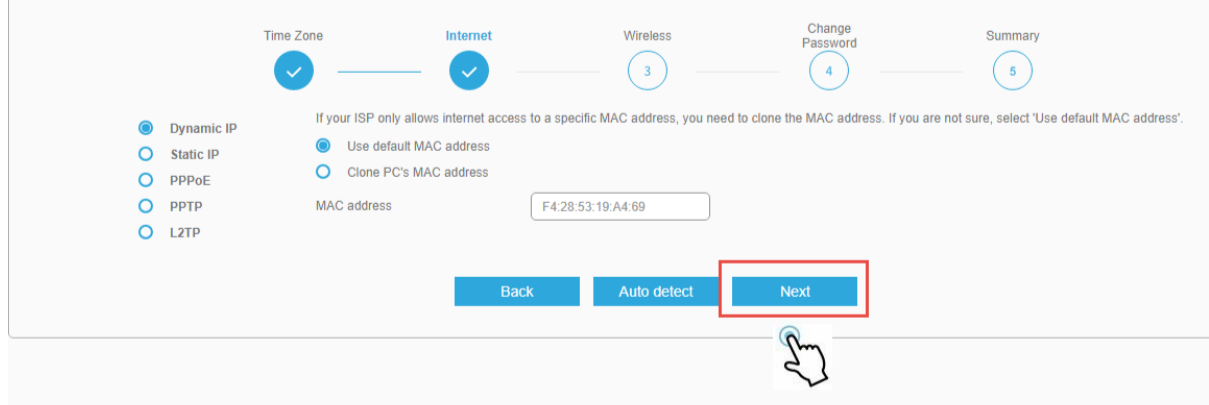 Time Zone
Internet
Wireless
Change
Password
Summary
3
4
5
Dynamic IP
Static IP
PPPoE
PPTP
L2TP
If your ISP only allows internet access to a specific MAC address, you need to clone the MAC address. If you are not sure, select 'Use default MAC address'.
Use default MAC address
Clone PC's MAC address
MAC address
F4:28:53:19:A4:69
Back
Auto detect
Next